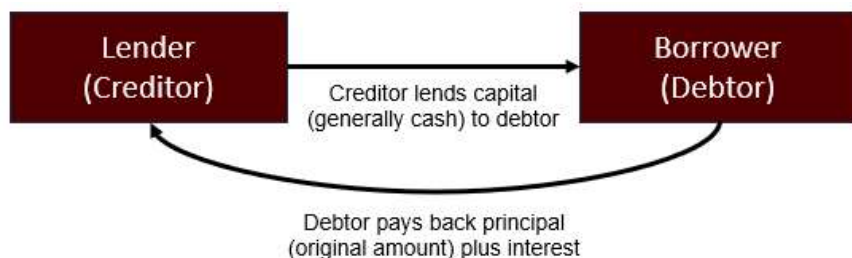 Lender
(Creditor)
Borrower
(Debtor)
Creditor lends capital
(generally cash) to debtor
Debtor pays back principal
(original amount) plus interest